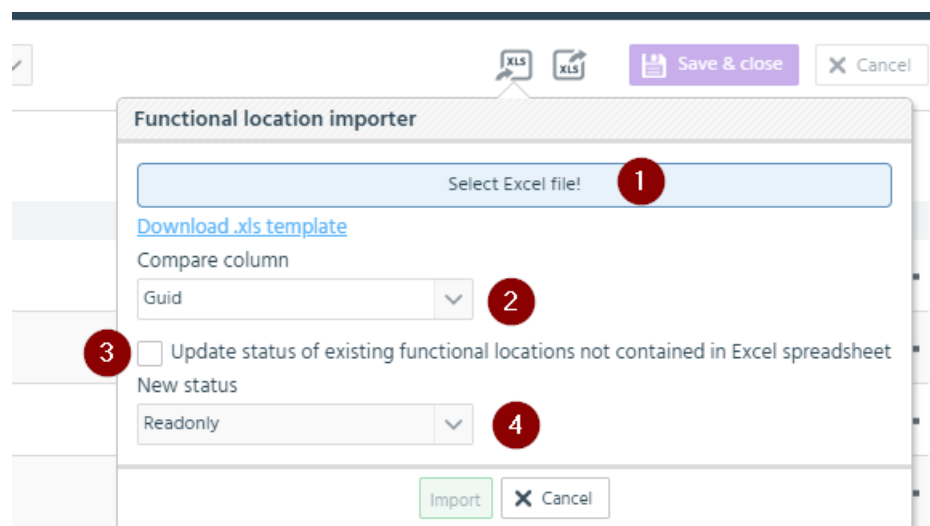 XLS XLS Save & close Cancel
Functional location importer
Select Excel file! 1
Download .xls template
Compare column
Guid 2
3 Update status of existing functional locations not contained in Excel spreadsheet
New status
Readonly 4
Import Cancel